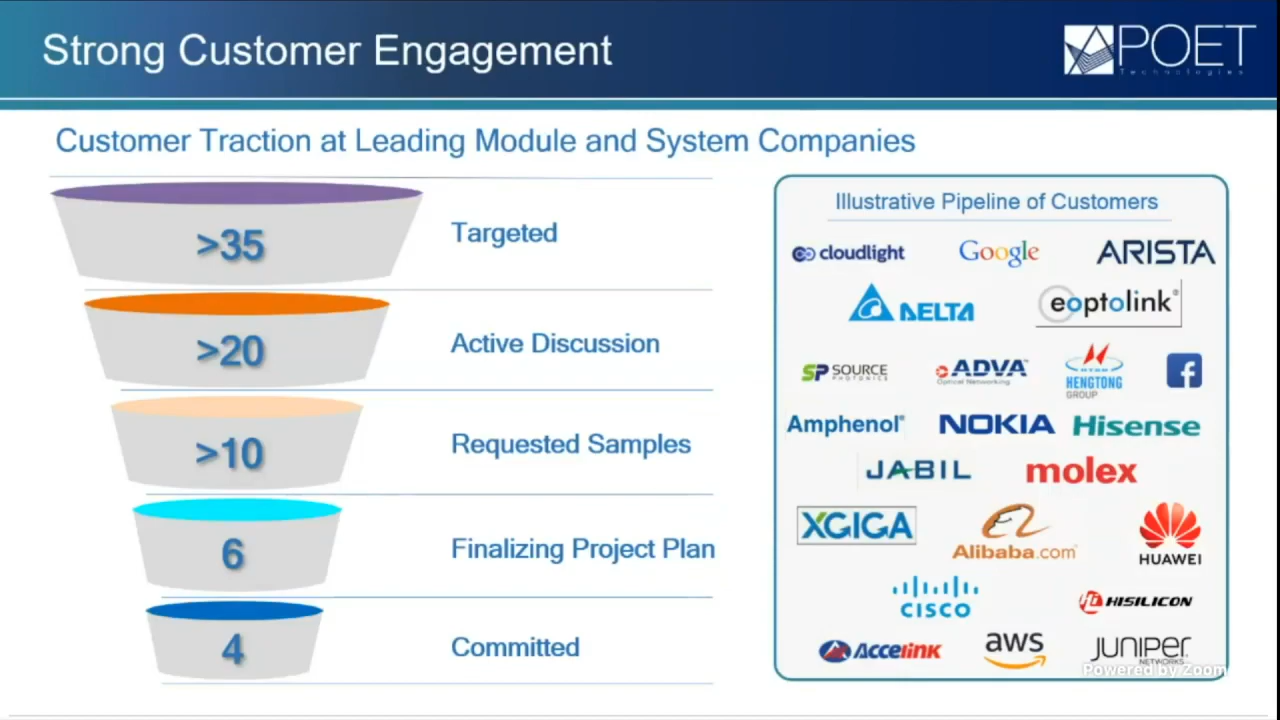 Strong Customer Engagement
POET
Technologies
Customer Traction at Leading Module and System Companies
>35
Targeted
>20
Active Discussion
>10
Requested Samples
6
Finalizing Project Plan
4
Committed
Illustrative Pipeline of Customers
cloudlight Google ARISTA
DELTA eoptolink®
SP SOURCE PHOTONICS ADVA™ Optical Networking HENGTONG GROUP f
Amphenol® NOKIA Hisense
JABIL molex
XGIGA Alibaba.com® HUAWEI
CISCO Hi HISILICON
Accelink aws JUNIPER NETWORKS
Powered by Zoom